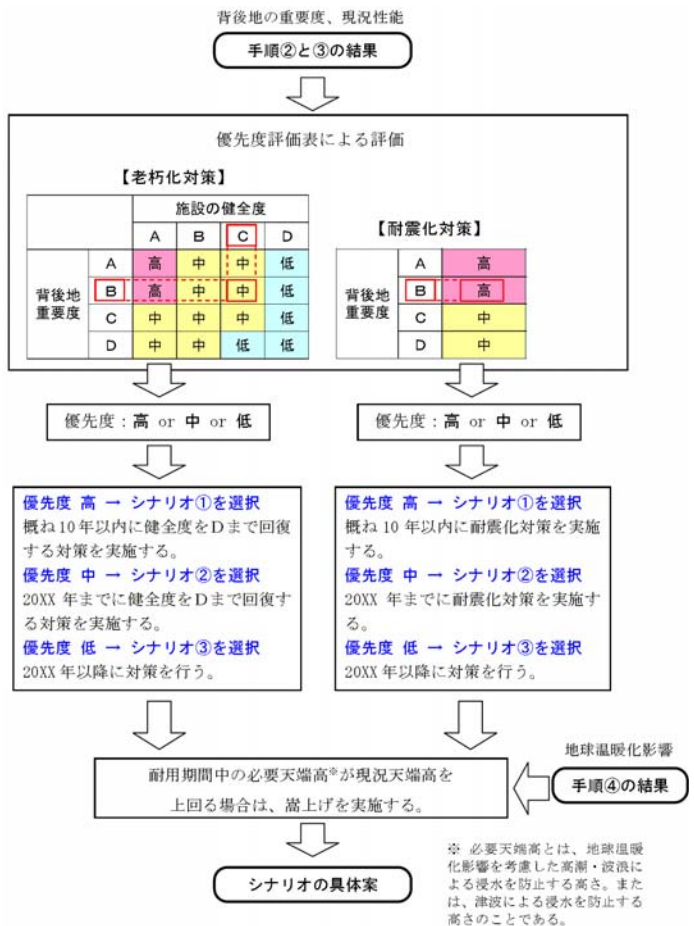 背後地の重要度、現況性能
手順②と③の結果
優先度評価表による評価
【老朽化対策】
施設の健全度
A B C D
背後地重要度
A 高 中 中 低
B 高 中 中 低
C 中 中 中 低
D 中 中 低 低
【耐震化対策】
背後地重要度
A 高
B 高
C 中
D 中
優先度：高 or 中 or 低
優先度：高 or 中 or 低
優先度 高 → シナリオ①を選択
概ね10年以内に健全度をDまで回復
する対策を実施する。
優先度 中 → シナリオ②を選択
20XX 年までに健全度をDまで回復す
る対策を実施する。
優先度 低 → シナリオ③を選択
20XX 年以降に対策を行う。
優先度 高 → シナリオ①を選択
概ね 10 年以内に耐震化対策を実施
する。
優先度 中 → シナリオ②を選択
20XX 年までに耐震化対策を実施す
る。
優先度 低 → シナリオ③を選択
20XX 年以降に対策を行う。
地球温暖化影響
手順④の結果
耐用期間中の必要天端高※が現況天端高を
上回る場合は、嵩上げを実施する。
シナリオの具体案
※ 必要天端高とは、地球温暖
化影響を考慮した高潮・波浪に
よる浸水を防止する高さ。また
は、津波による浸水を防止する
高さのことである。